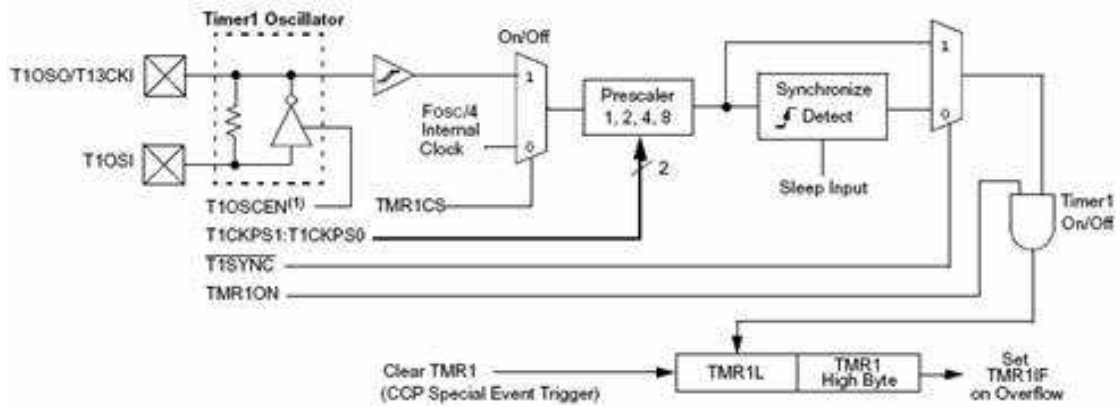 Timer1 Oscillator
On/Off
T1OSO/T13CKI
1
FOSC/4
Internal
Clock
0
Prescaler
1, 2, 4, 8
Synchronize
Detect
1
0
T1OSI
2
Sleep Input
T1OSCEN(1)
TMR1CS
T1CKPS1:T1CKPS0
T1SYNC
TMR1ON
Timer1
On/Off
Clear TMR1
(CCP Special Event Trigger)
TMR1L
TMR1
High Byte
Set
TMR1IF
on Overflow